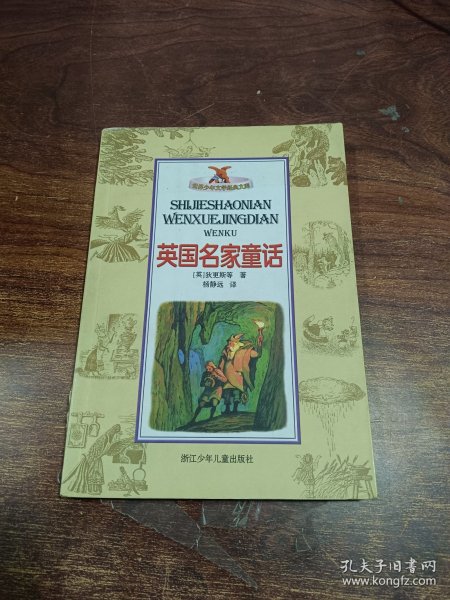 世界少年文学经典文库
SHIJIESHAONIAN
WENXUEJINGDIAN
WENKU
英国名家童话
[英]狄更斯等 著
杨静远 译
浙江少年儿童出版社
孔夫子旧书网
www.kongfz.com